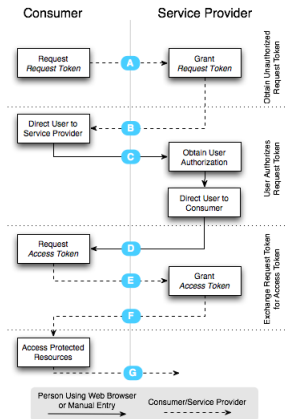 Consumer
Service Provider
Request
Request Token
A
Grant
Request Token
Obtain Unauthorized
Request Token
B
Direct User to
Service Provider
C
Obtain User
Authorization
Direct User to
Consumer
User Authorizes
Request Token
D
Request
Access Token
E
Grant
Access Token
F
Exchange Request Token
for Access Token
Access Protected
Resources
G
Person Using Web Browser
or Manual Entry
Consumer/Service Provider